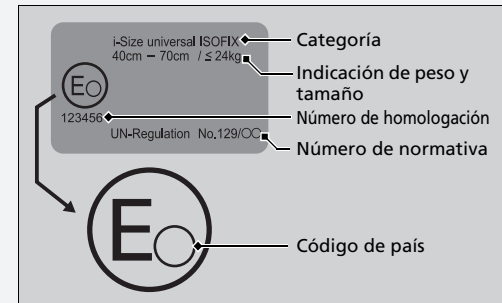 i-Size universal ISOFIX
40cm – 70cm / ≤ 24kg
E
123456
UN-Regulation No.129/OO
E
Categoría
Indicación de peso y
tamaño
Número de homologación
Número de normativa
Código de país